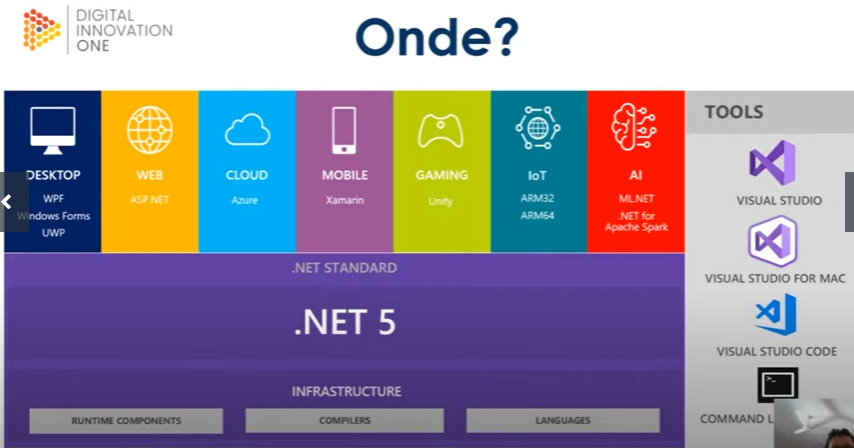 DIGITAL
INNOVATION
ONE
Onde?
DESKTOP
WPF
Windows Forms
UWP
WEB
ASP.NET
CLOUD
Azure
MOBILE
Xamarin
GAMING
Unity
IoT
ARM32
ARM64
AI
ML.NET
.NET for
Apache Spark
.NET STANDARD
.NET 5
INFRASTRUCTURE
RUNTIME COMPONENTS
COMPILERS
LANGUAGES
TOOLS
VISUAL STUDIO
VISUAL STUDIO FOR MAC
VISUAL STUDIO CODE
COMMAND